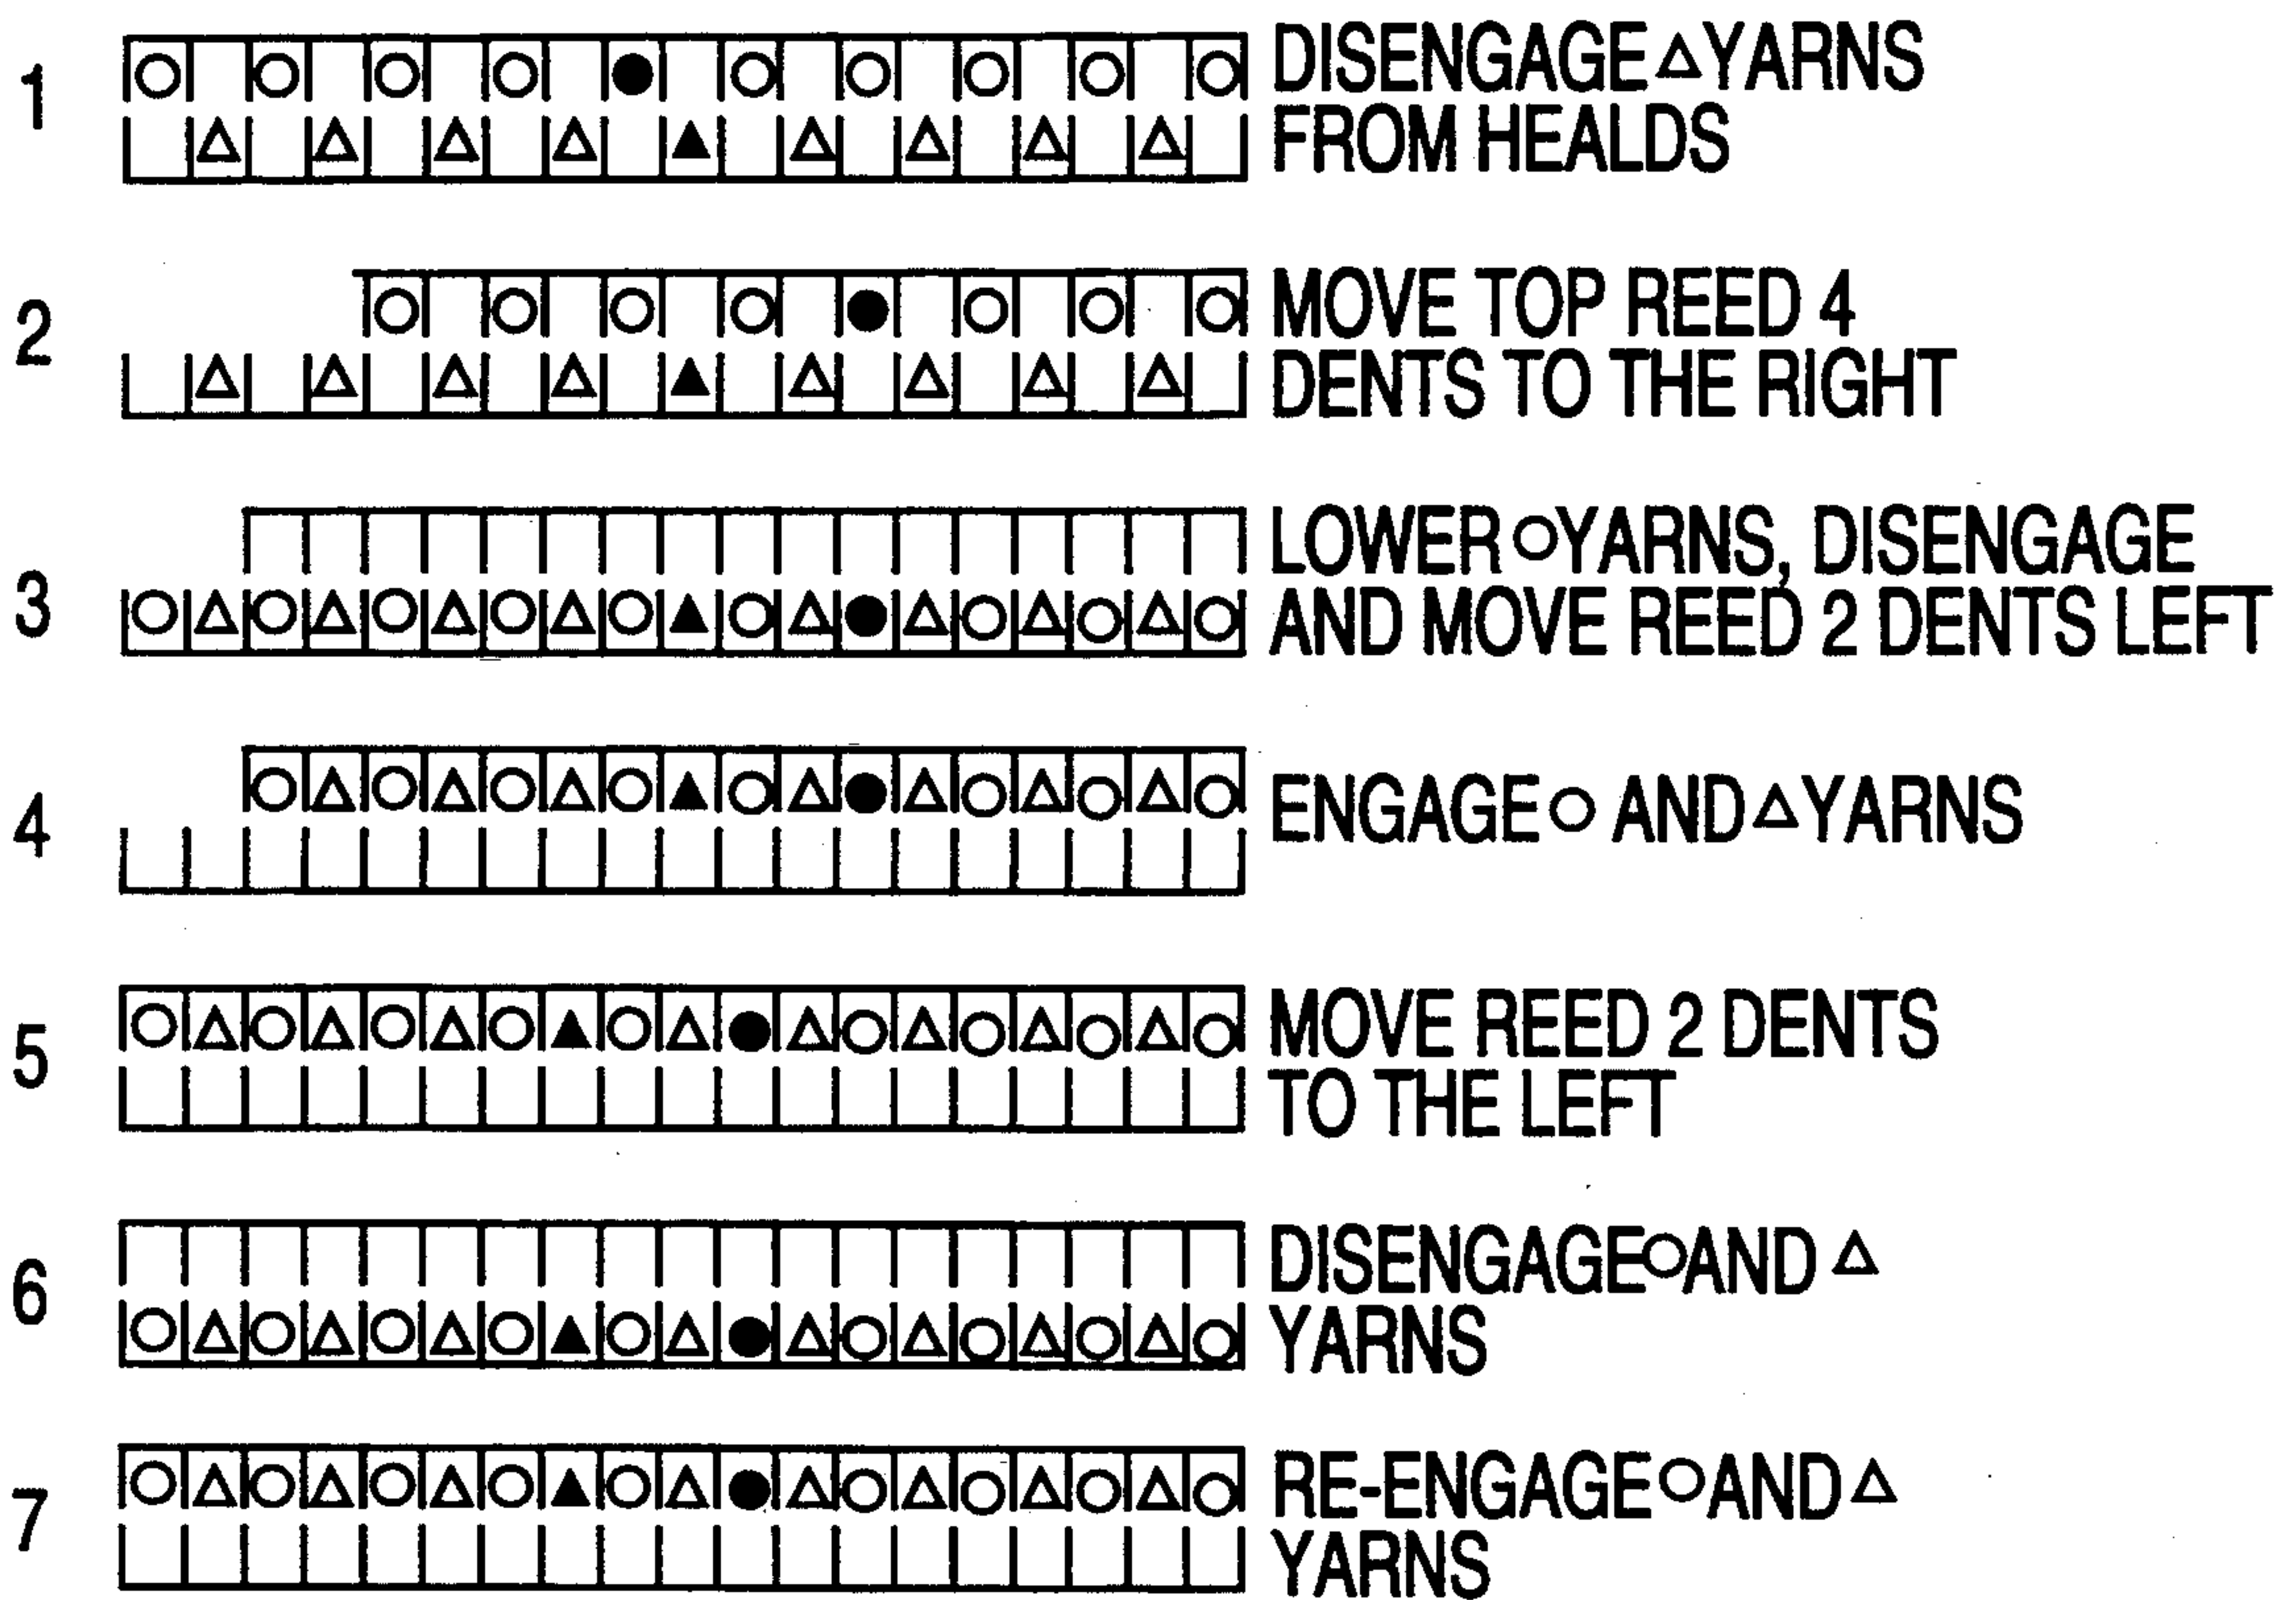 1
DISENGAGE △ YARNS
FROM HEALDS
2
MOVE TOP REED 4
DENTS TO THE RIGHT
3
LOWER ○ YARNS, DISENGAGE
AND MOVE REED 2 DENTS LEFT
4
ENGAGE ○ AND △ YARNS
5
MOVE REED 2 DENTS
TO THE LEFT
6
DISENGAGE ○ AND △
YARNS
7
RE-ENGAGE ○ AND △
YARNS